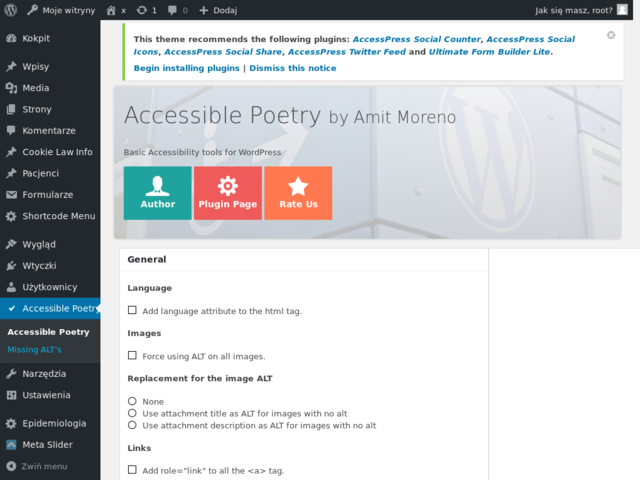 Moje witryny
x
1
0
Dodaj
Jak się masz, root?
Kokpit
Wpisy
Media
Strony
Komentarze
Cookie Law Info
Pacjenci
Formularze
Shortcode Menu
Wygląd
Wtyczki
Użytkownicy
Accessible Poetry
Accessible Poetry
Missing ALT's
Narzędzia
Ustawienia
Epidemiologia
Meta Slider
Zwiń menu
This theme recommends the following plugins: AccessPress Social Counter, AccessPress Social
Icons, AccessPress Social Share, AccessPress Twitter Feed and Ultimate Form Builder Lite.
Begin installing plugins | Dismiss this notice
Accessible Poetry by Amit Moreno
Basic Accessibility tools for WordPress
Author
Plugin Page
Rate Us
General
Language
Add language attribute to the html tag.
Images
Force using ALT on all images.
Replacement for the image ALT
None
Use attachment title as ALT for images with no alt
Use attachment description as ALT for images with no alt
Links
Add role="link" to all the <a> tag.